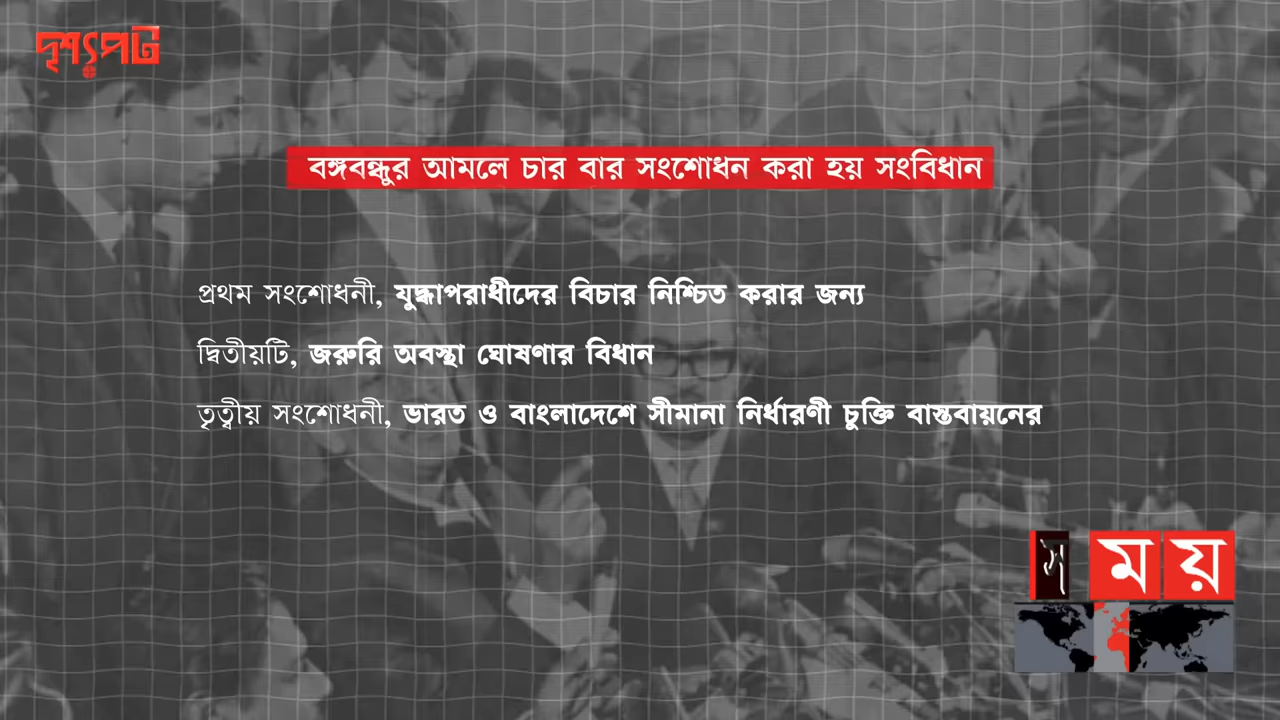 দৃশ্যপট
বঙ্গবন্ধুর আমলে চার বার সংশোধন করা হয় সংবিধান
প্রথম সংশোধনী, যুদ্ধাপরাধীদের বিচার নিশ্চিত করার জন্য
দ্বিতীয়টি, জরুরি অবস্থা ঘোষণার বিধান
তৃত্বীয় সংশোধনী, ভারত ও বাংলাদেশে সীমানা নির্ধারণী চুক্তি বাস্তবায়নের
সময়